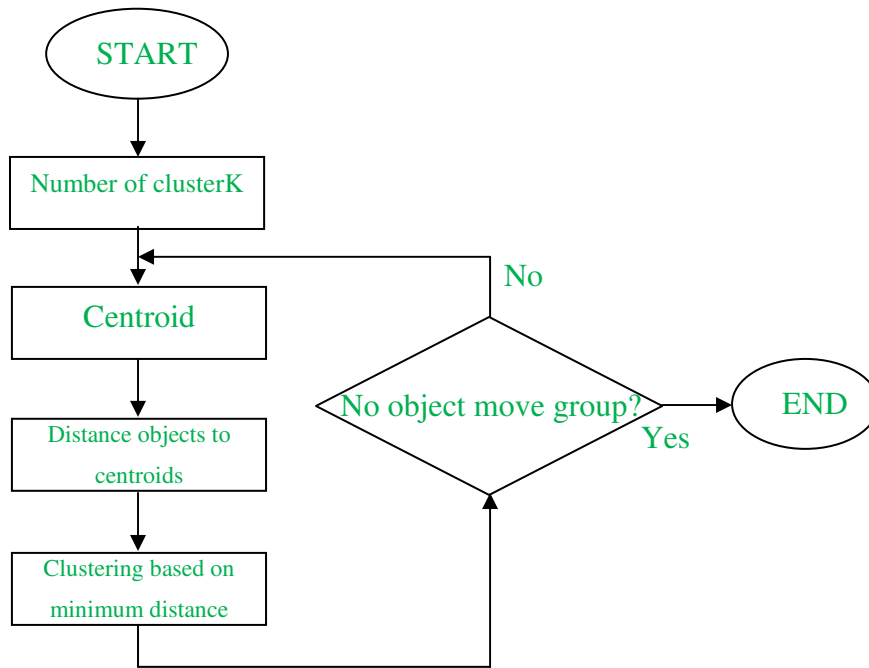 START
Number of clusterK
Centroid
Distance objects to
centroids
Clustering based on
minimum distance
No object move group?
No
Yes
END